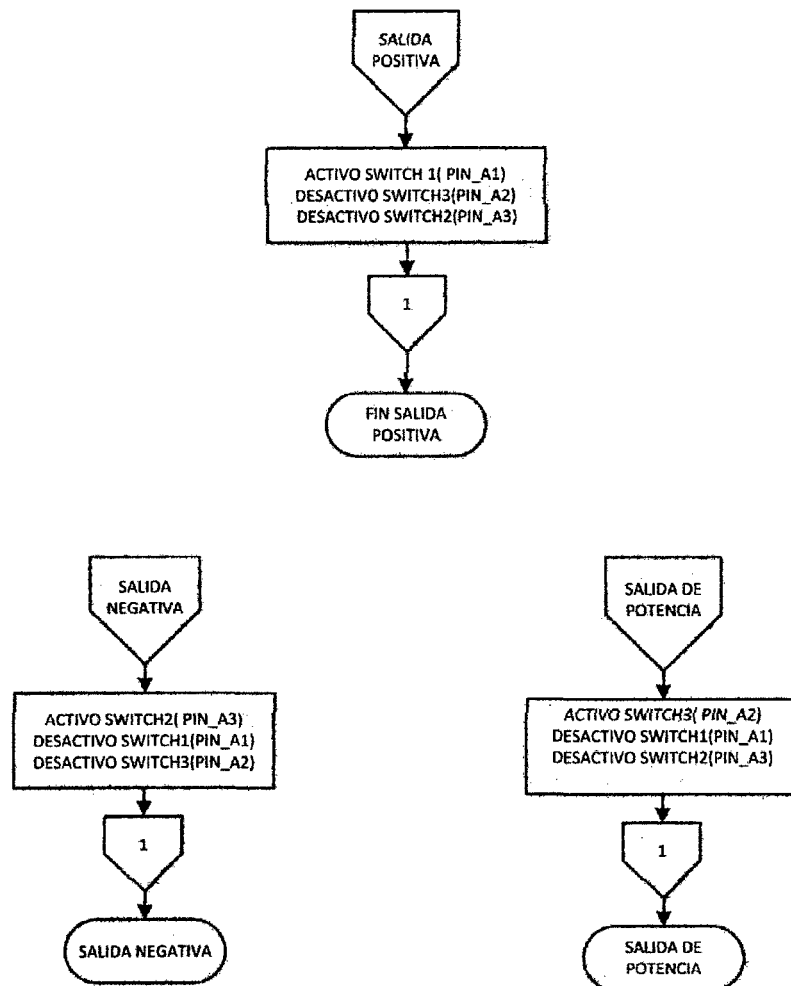 SALIDA
POSITIVA
ACTIVO SWITCH 1( PIN_A1)
DESACTIVO SWITCH3(PIN_A2)
DESACTIVO SWITCH2(PIN_A3)
1
FIN SALIDA
POSITIVA
SALIDA
NEGATIVA
ACTIVO SWITCH2( PIN_A3)
DESACTIVO SWITCH1(PIN_A1)
DESACTIVO SWITCH3(PIN_A2)
1
SALIDA NEGATIVA
SALIDA DE
POTENCIA
ACTIVO SWITCH3( PIN_A2)
DESACTIVO SWITCH1(PIN_A1)
DESACTIVO SWITCH2(PIN_A3)
1
SALIDA DE
POTENCIA